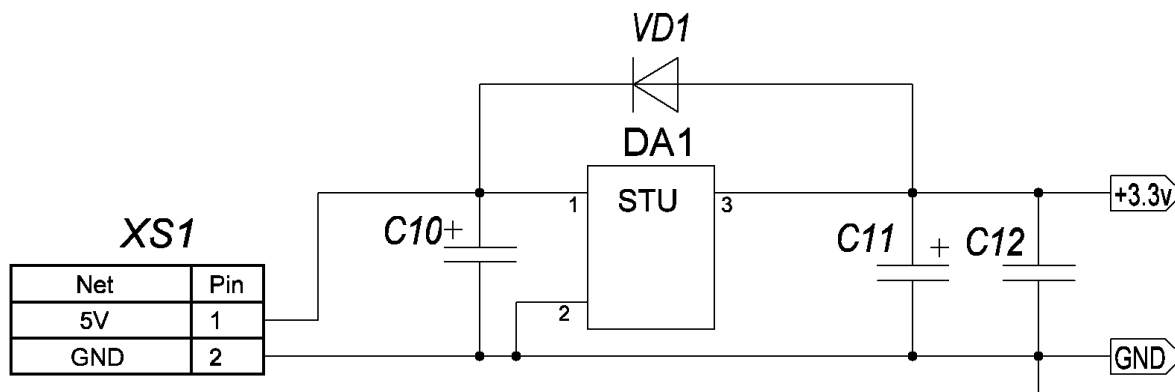 VD1
DA1
STU
1
3
2
+3.3v
C10+
C11 +
C12
XS1
Net Pin
5V 1
GND 2
GND